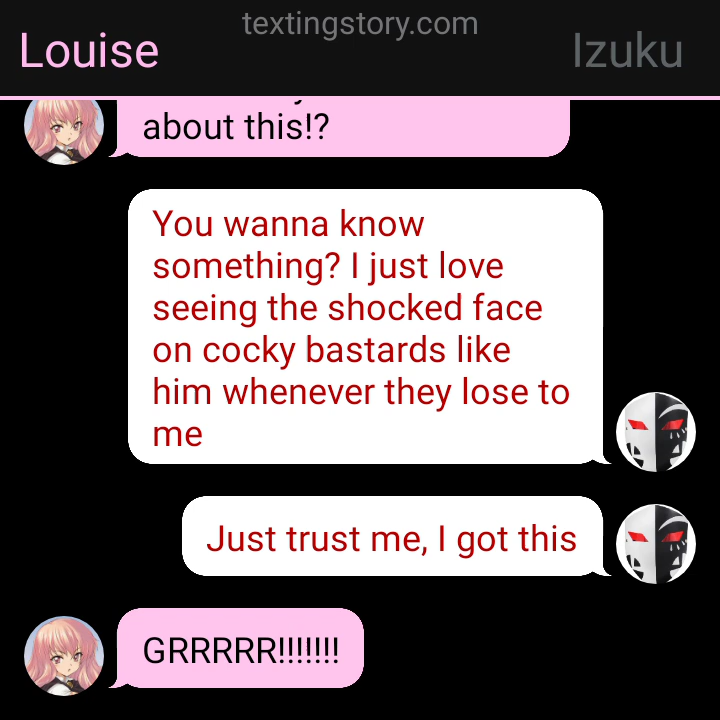 textingstory.com
Louise
Izuku
about this!?
You wanna know
something? I just love
seeing the shocked face
on cocky bastards like
him whenever they lose to
me
Just trust me, I got this
GRRRRR!!!!!!!